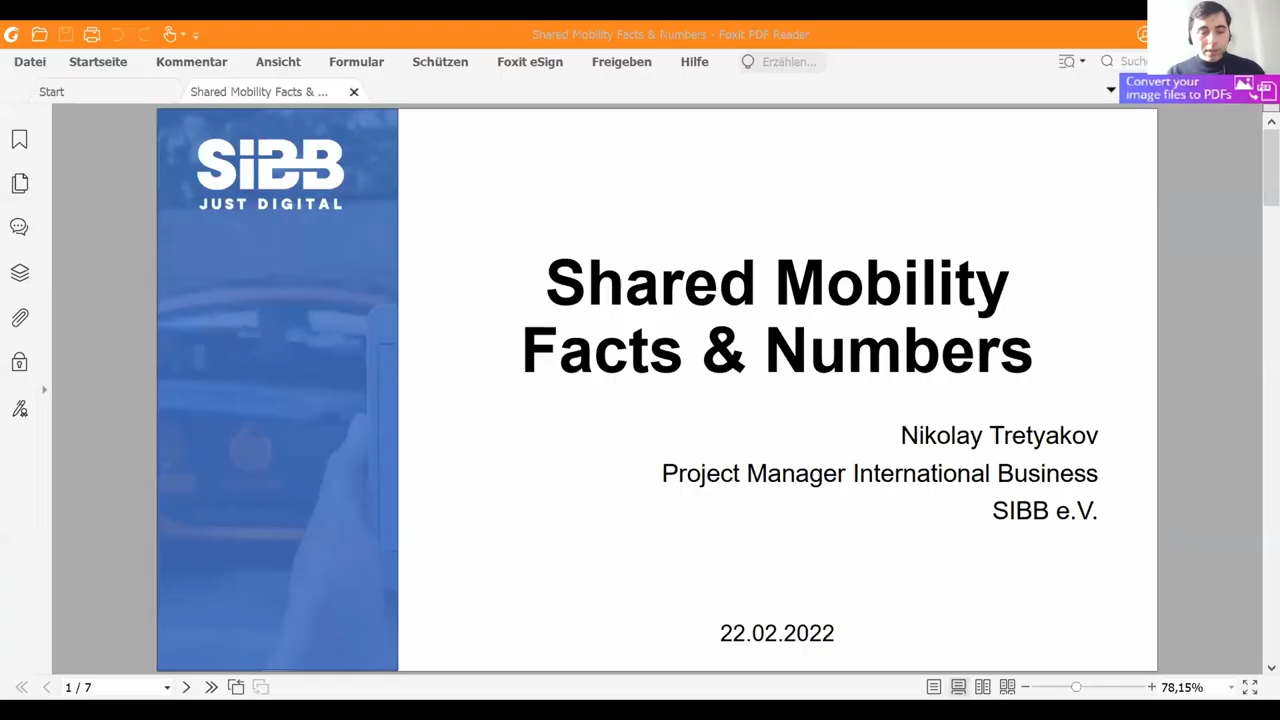 Shared Mobility Facts & Numbers - Foxit PDF Reader
Datei Startseite Kommentar Ansicht Formular Schützen Foxit eSign Freigeben Hilfe Erzählen... Such
Convert your
image files to PDFs
Start Shared Mobility Facts & ...
SiBB
JUST DIGITAL
Shared Mobility
Facts & Numbers
Nikolay Tretyakov
Project Manager International Business
SIBB e.V.
22.02.2022
1 / 7 78,15%